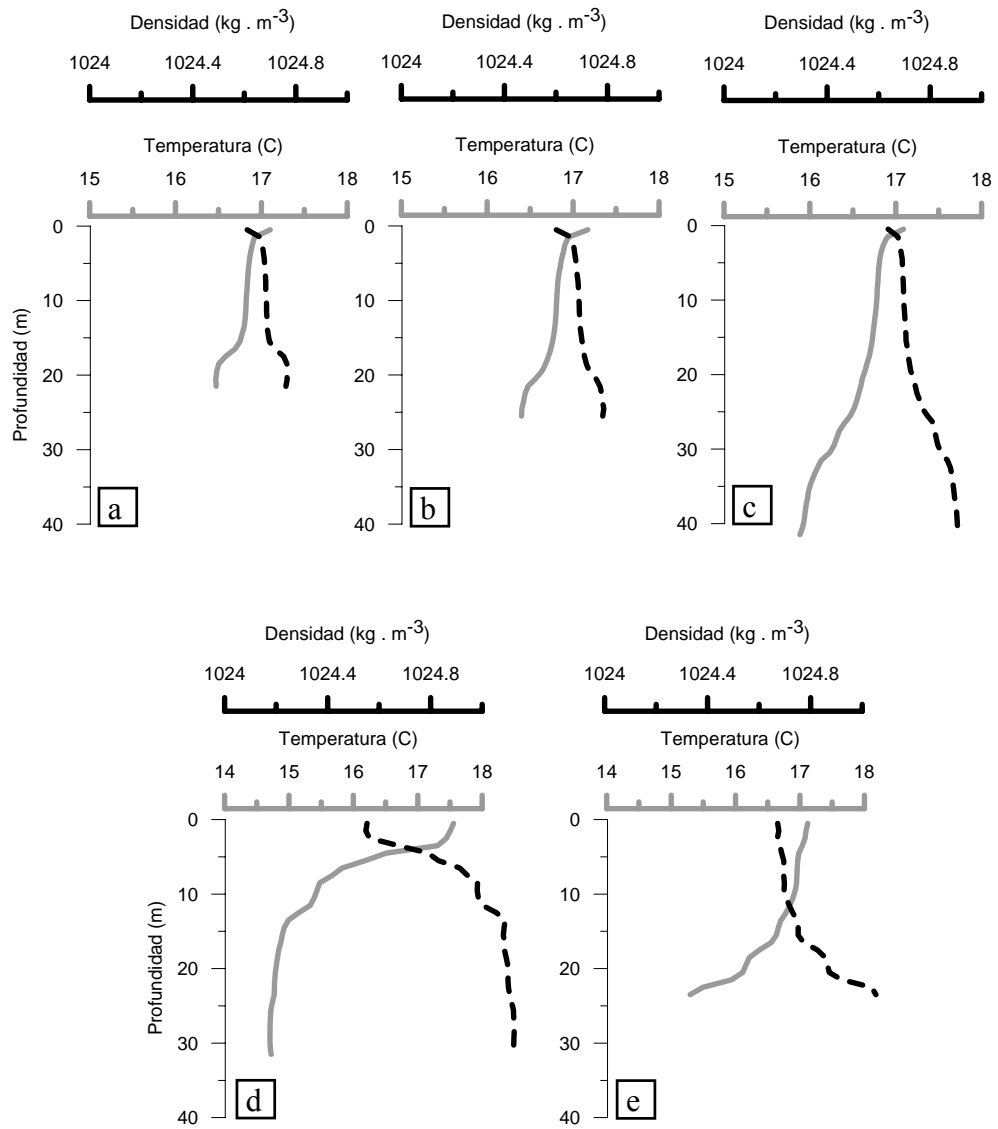 Densidad (kg . m-3) Densidad (kg . m-3) Densidad (kg . m-3)
1024 1024.4 1024.8 1024 1024.4 1024.8 1024 1024.4 1024.8
Temperatura (C) Temperatura (C) Temperatura (C)
15 16 17 18 15 16 17 18 15 16 17 18
0 0 0
10 10 10
20 20 20
30 30 30
40 40 40
Profundidad (m)
a b c
Densidad (kg . m-3) Densidad (kg . m-3)
1024 1024.4 1024.8 1024 1024.4 1024.8
Temperatura (C) Temperatura (C)
14 15 16 17 18 14 15 16 17 18
0 0
10 10
20 20
30 30
40 40
Profundidad (m)
d e